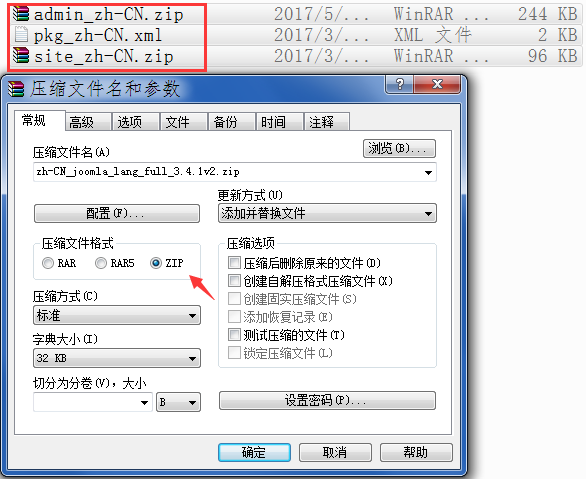 admin_zh-CN.zip 2017/5/... WinRAR ... 244 KB
pkg_zh-CN.xml 2017/3/... XML 文件 2 KB
site_zh-CN.zip 2017/3/... WinRAR ... 96 KB
压缩文件名和参数
常规 高级 选项 文件 备份 时间 注释
压缩文件名(A) 浏览(B)...
zh-CN_joomla_lang_full_3.4.1v2.zip
更新方式(U)
配置(F)... 添加并替换文件
压缩文件格式 压缩选项
RAR RAR5 ZIP 压缩后删除原来的文件(D)
创建自解压格式压缩文件(X)
压缩方式(C) 创建固实压缩文件(S)
标准 添加恢复记录(E)
字典大小(I) 测试压缩的文件(T)
32 KB 锁定压缩文件(L)
切分为分卷(V)，大小
B 设置密码(P)...
确定 取消 帮助